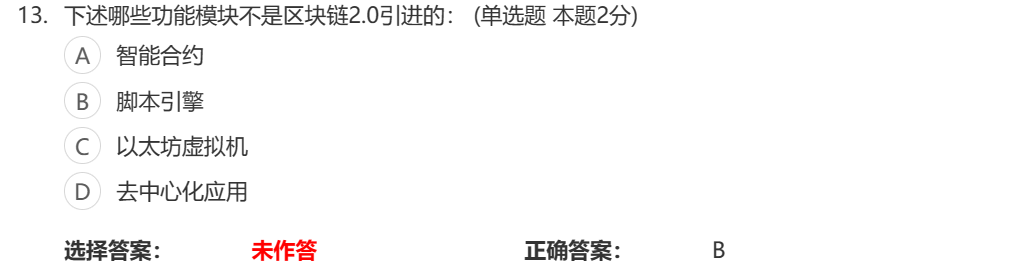 13. 下述哪些功能模块不是区块链2.0引进的： (单选题 本题2分)
A 智能合约
B 脚本引擎
C 以太坊虚拟机
D 去中心化应用
选择答案： 未作答 正确答案： B